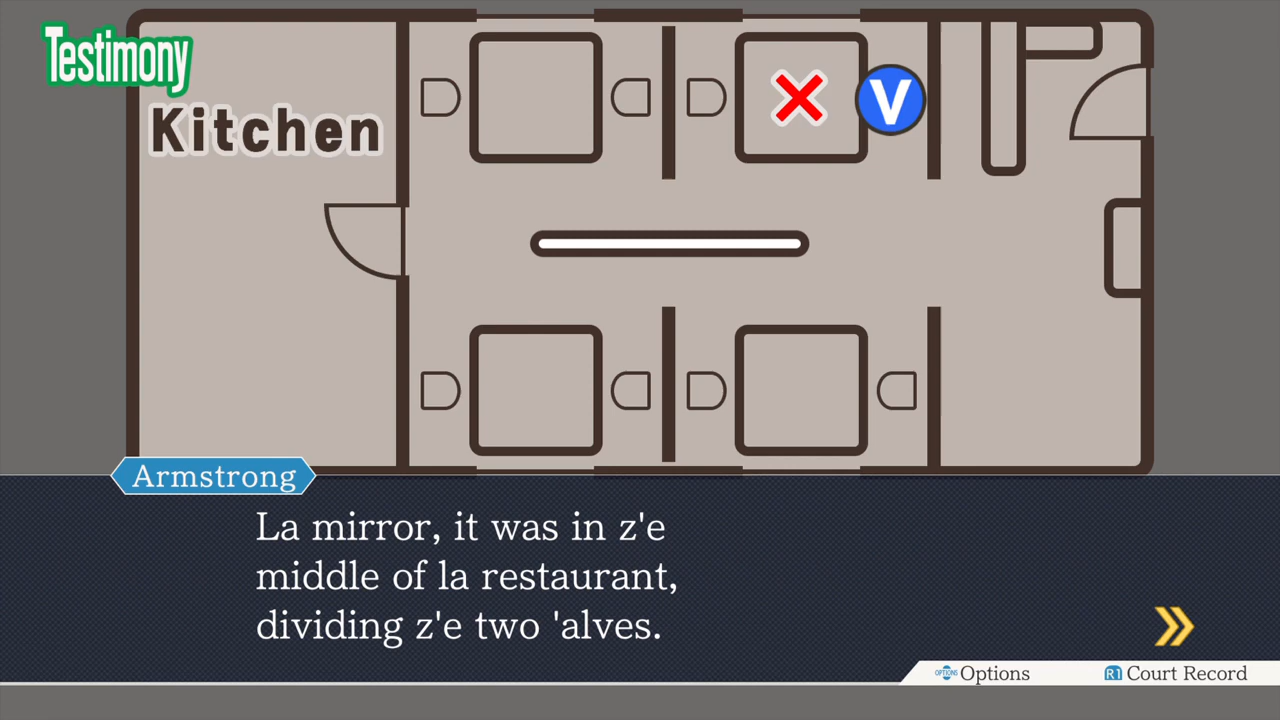 Testimony
Kitchen
V
Armstrong
La mirror, it was in z'e
middle of la restaurant,
dividing z'e two 'alves.
OPTIONS Options
R1 Court Record